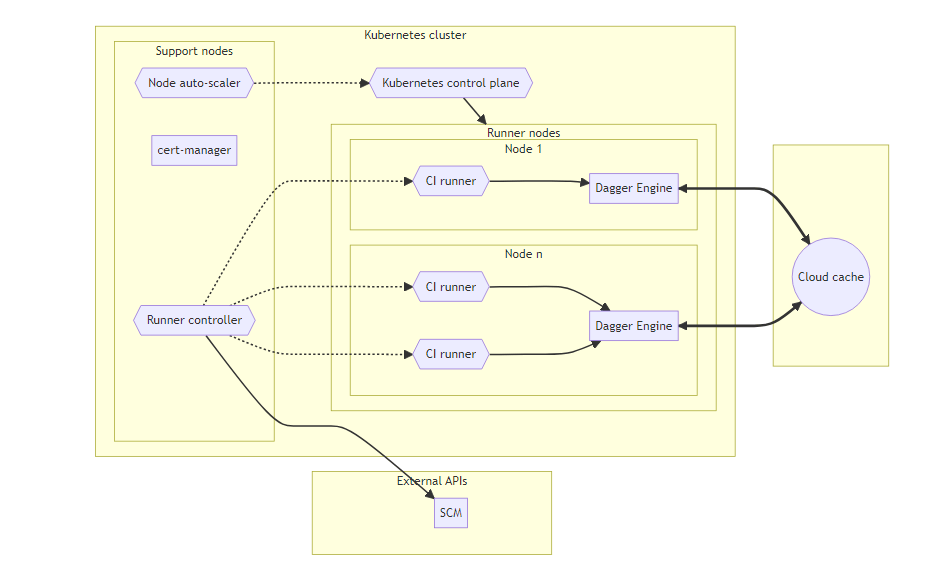 Kubernetes cluster
Support nodes
Node auto-scaler
Kubernetes control plane
cert-manager
Runner nodes
Node 1
CI runner
Dagger Engine
Node n
CI runner
Runner controller
Dagger Engine
CI runner
Cloud cache
External APIs
SCM